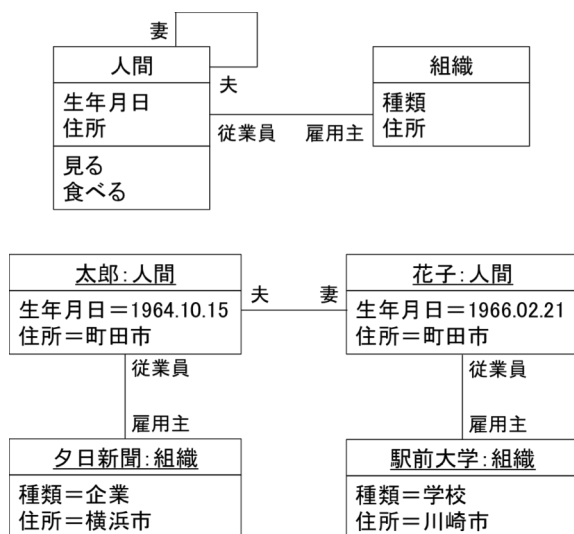 妻
人間
組織
夫
生年月日
住所
種類
住所
従業員 雇用主
見る
食べる
太郎:人間
夫 妻
花子:人間
生年月日=1964.10.15
住所=町田市
生年月日=1966.02.21
住所=町田市
従業員
従業員
雇用主
雇用主
夕日新聞:組織
駅前大学:組織
種類=企業
住所=横浜市
種類=学校
住所=川崎市